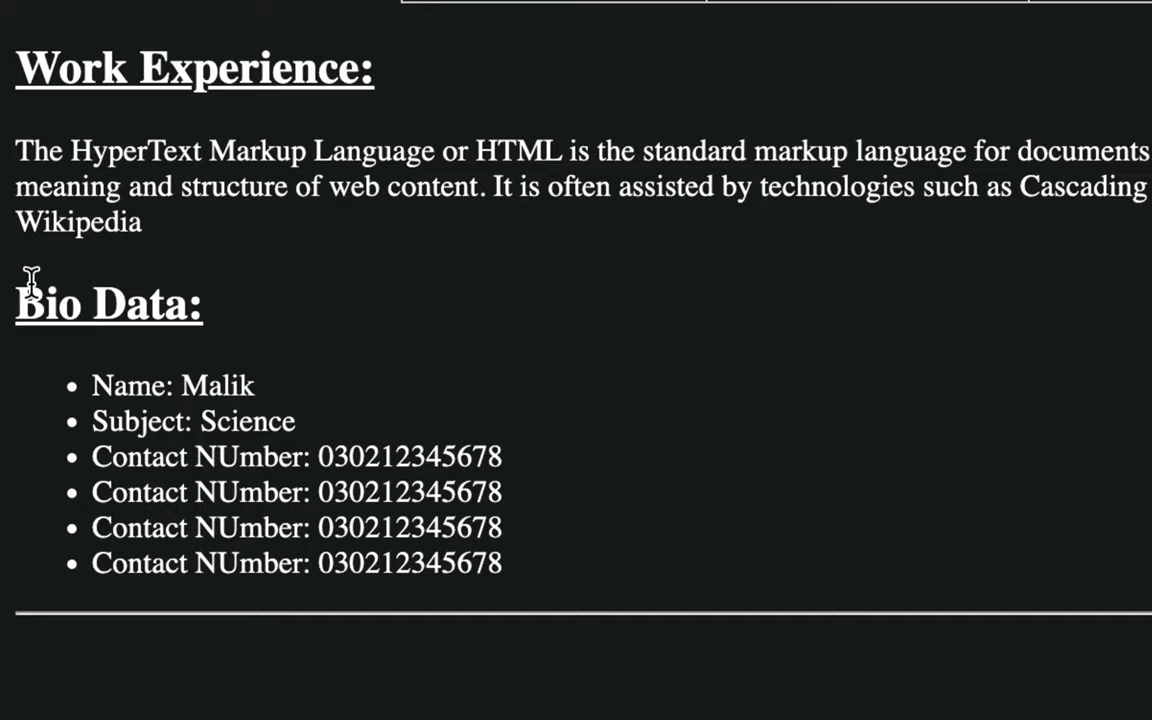 Work Experience:
The HyperText Markup Language or HTML is the standard markup language for documents
meaning and structure of web content. It is often assisted by technologies such as Cascading
Wikipedia
Bio Data:
• Name: Malik
• Subject: Science
• Contact NUmber: 030212345678
• Contact NUmber: 030212345678
• Contact NUmber: 030212345678
• Contact NUmber: 030212345678